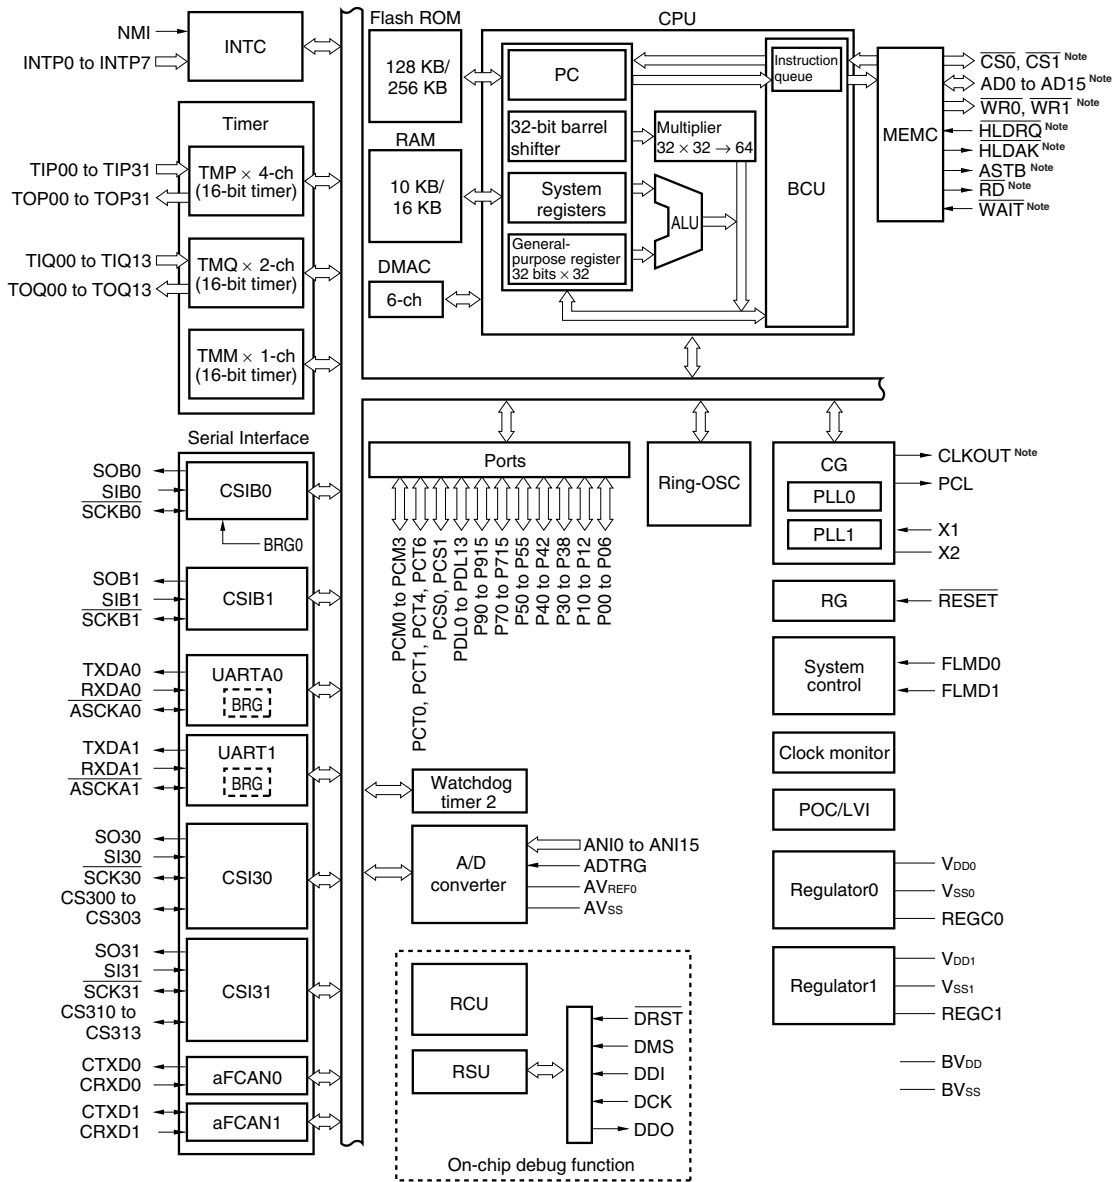 NMI
INTP0 to INTP7
INTC
Timer
TIP00 to TIP31
TOP00 to TOP31
TMP × 4-ch
(16-bit timer)
TIQ00 to TIQ13
TOQ00 to TOQ13
TMQ × 2-ch
(16-bit timer)
TMM × 1-ch
(16-bit timer)
Flash ROM
128 KB/
256 KB
RAM
10 KB/
16 KB
DMAC
6-ch
CPU
PC
32-bit barrel
shifter
System
registers
General-
purpose register
32 bits × 32
Multiplier
32 × 32 → 64
ALU
Instruction
queue
BCU
MEMC
CS0, CS1 Note
AD0 to AD15 Note
WR0, WR1 Note
HLDRQ Note
HLDAK Note
ASTB Note
RD Note
WAIT Note
Serial Interface
SOB0
SIB0
SCKB0
CSIB0
BRG0
SOB1
SIB1
SCKB1
CSIB1
TXDA0
RXDA0
ASCKA0
UARTA0
BRG
TXDA1
RXDA1
ASCKA1
UART1
BRG
SO30
SI30
SCK30
CS300 to
CS303
CSI30
SO31
SI31
SCK31
CS310 to
CS313
CSI31
CTXD0
CRXD0
aFCAN0
CTXD1
CRXD1
aFCAN1
Ports
PCM0 to PCM3
PCT0, PCT1, PCT4, PCT6
PCS0, PCS1
PDL0 to PDL13
P90 to P915
P70 to P715
P50 to P55
P40 to P42
P30 to P38
P10 to P12
P00 to P06
Ring-OSC
CG
PLL0
PLL1
CLKOUT Note
PCL
X1
X2
RG
RESET
System
control
FLMD0
FLMD1
Clock monitor
POC/LVI
Regulator0
VDD0
VSS0
REGC0
Regulator1
VDD1
VSS1
REGC1
BVDD
BVSS
Watchdog
timer 2
A/D
converter
ANI0 to ANI15
ADTRG
AVREF0
AVSS
RCU
RSU
DRST
DMS
DDI
DCK
DDO
On-chip debug function